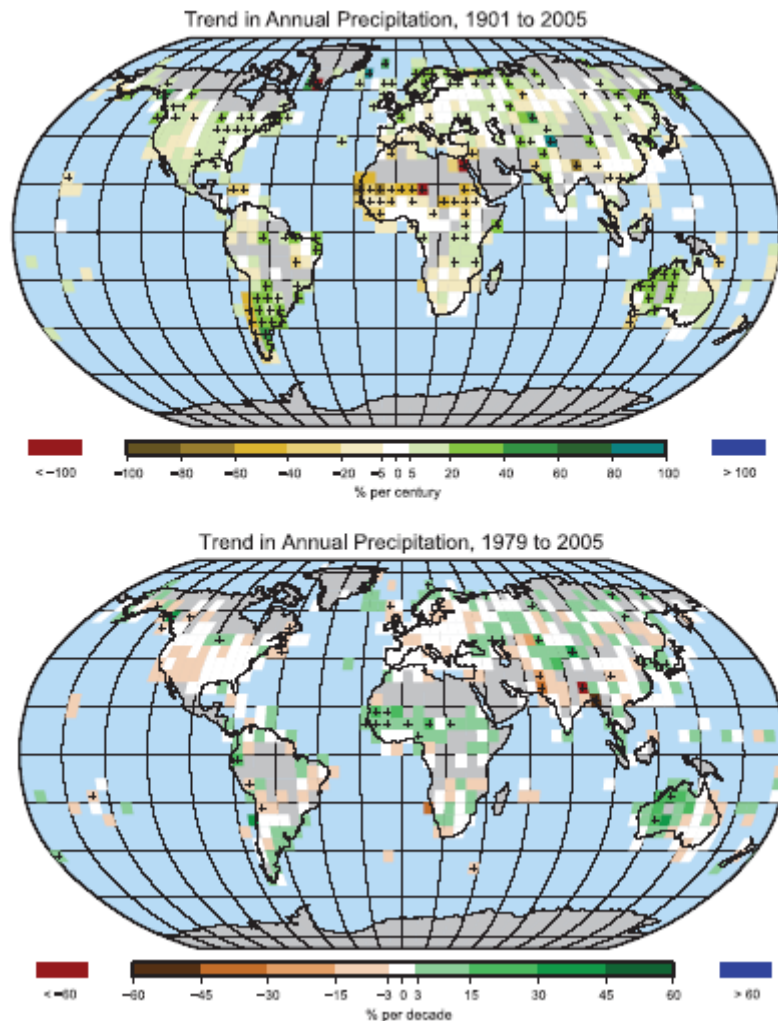 Trend in Annual Precipitation, 1901 to 2005
< −100 −100 −80 −60 −40 −20 −5 0 5 20 40 60 80 100 > 100
% per century
Trend in Annual Precipitation, 1979 to 2005
< −60 −60 −45 −30 −15 −3 0 3 15 30 45 60 > 60
% per decade